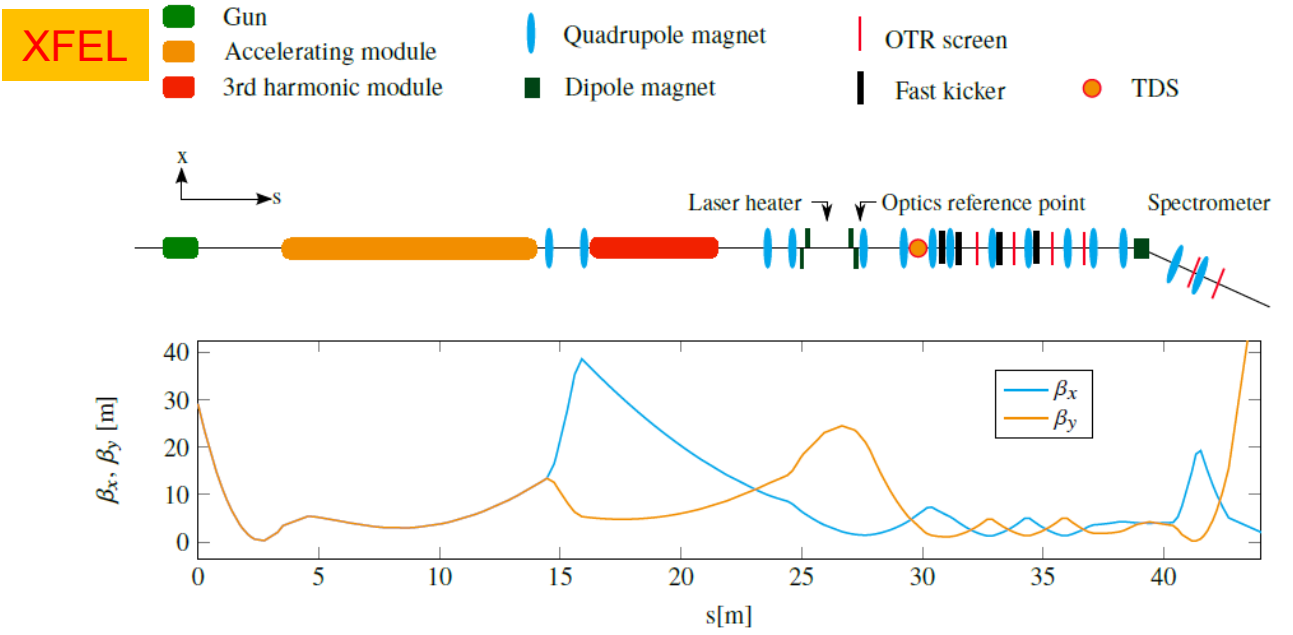 XFEL
Gun
Accelerating module
3rd harmonic module
Quadrupole magnet
Dipole magnet
OTR screen
Fast kicker
TDS
x
s
Laser heater
Optics reference point
Spectrometer
40
30
20
10
0
βx, βy [m]
βx
βy
0 5 10 15 20 25 30 35 40
s[m]